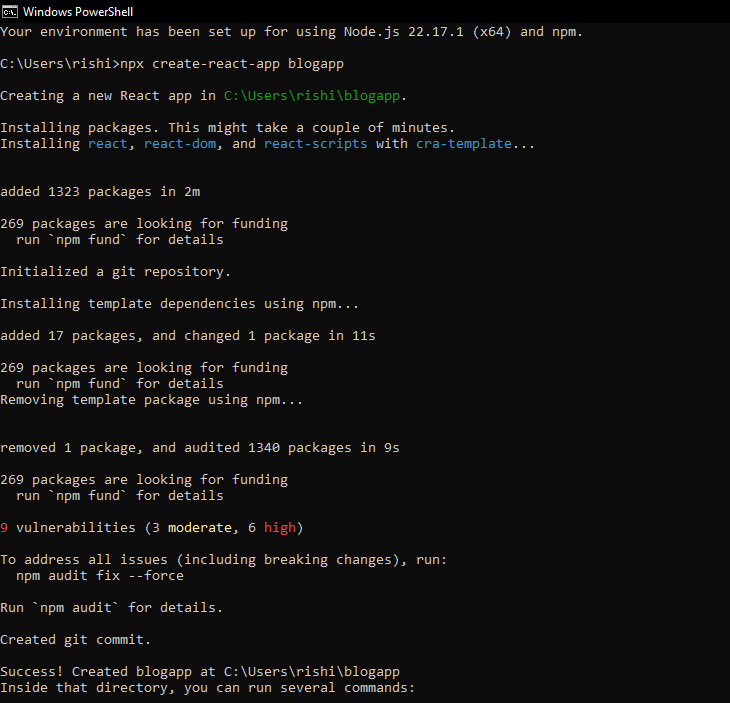 Windows PowerShell
Your environment has been set up for using Node.js 22.17.1 (x64) and npm.
C:\Users\rishi>npx create-react-app blogapp
Creating a new React app in C:\Users\rishi\blogapp.
Installing packages. This might take a couple of minutes.
Installing react, react-dom, and react-scripts with cra-template...
added 1323 packages in 2m
269 packages are looking for funding
  run `npm fund` for details
Initialized a git repository.
Installing template dependencies using npm...
added 17 packages, and changed 1 package in 11s
269 packages are looking for funding
  run `npm fund` for details
Removing template package using npm...
removed 1 package, and audited 1340 packages in 9s
269 packages are looking for funding
  run `npm fund` for details
9 vulnerabilities (3 moderate, 6 high)
To address all issues (including breaking changes), run:
  npm audit fix --force
Run `npm audit` for details.
Created git commit.
Success! Created blogapp at C:\Users\rishi\blogapp
Inside that directory, you can run several commands: